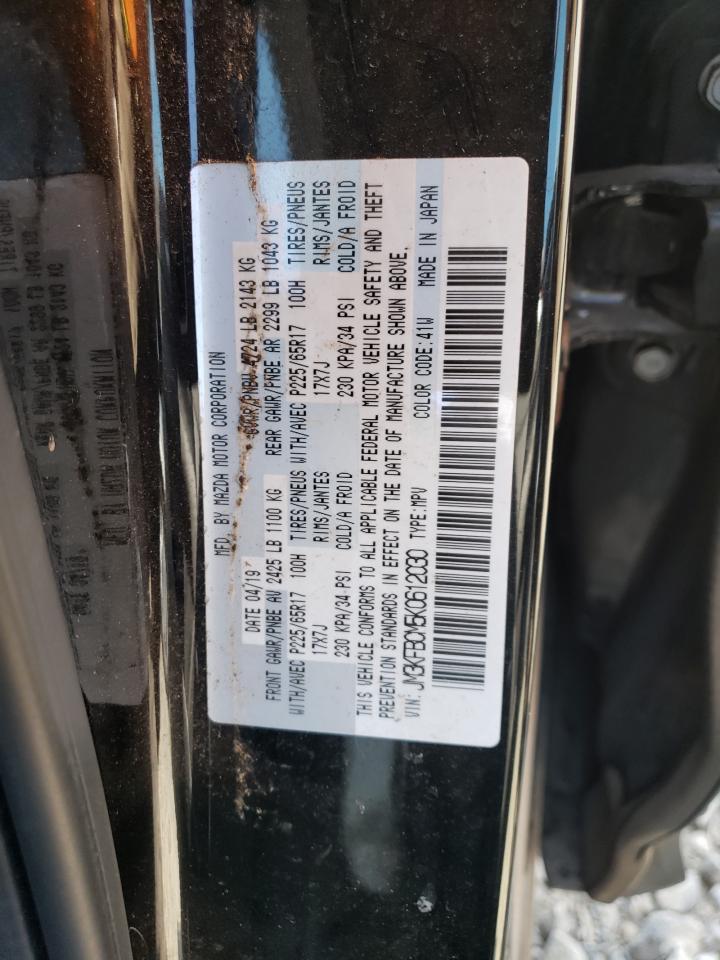 MFD. BY MAZDA MOTOR CORPORATION
DATE 04/19 GVWR/PNBV 4724 LB 2143 KG
FRONT GAWR/PNBE AV 2425 LB 1100 KG REAR GAWR/PNBE AR 2299 LB 1043 KG
WITH/AVEC P225/65R17 100H TIRES/PNEUS WITH/AVEC P225/65R17 100H TIRES/PNEUS
17X7J RIMS/JANTES 17X7J RIMS/JANTES
230 KPA/34 PSI COLD/A FROID 230 KPA/34 PSI COLD/A FROID
THIS VEHICLE CONFORMS TO ALL APPLICABLE FEDERAL MOTOR VEHICLE SAFETY AND THEFT
PREVENTION STANDARDS IN EFFECT ON THE DATE OF MANUFACTURE SHOWN ABOVE.
VIN: JM3KFBCM5K0612030 TYPE:MPV COLOR CODE:41W MADE IN JAPAN